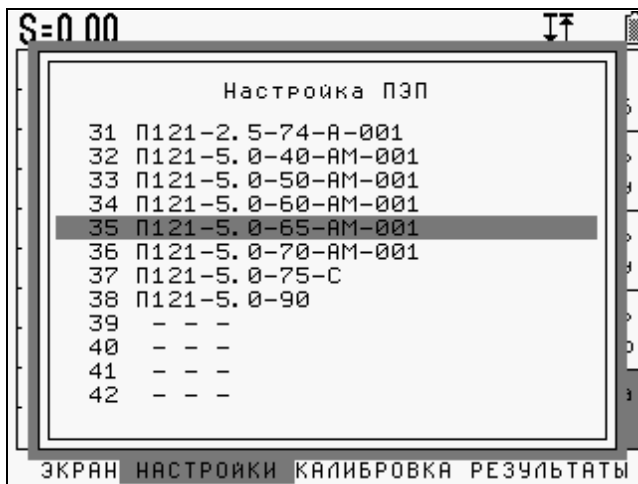 S=0.00
Настройка ПЭП
31 П121-2.5-74-А-001
32 П121-5.0-40-АМ-001
33 П121-5.0-50-АМ-001
34 П121-5.0-60-АМ-001
35 П121-5.0-65-АМ-001
36 П121-5.0-70-АМ-001
37 П121-5.0-75-С
38 П121-5.0-90
39 - - -
40 - - -
41 - - -
42 - - -
ЭКРАН НАСТРОЙКИ КАЛИБРОВКА РЕЗУЛЬТАТЫ